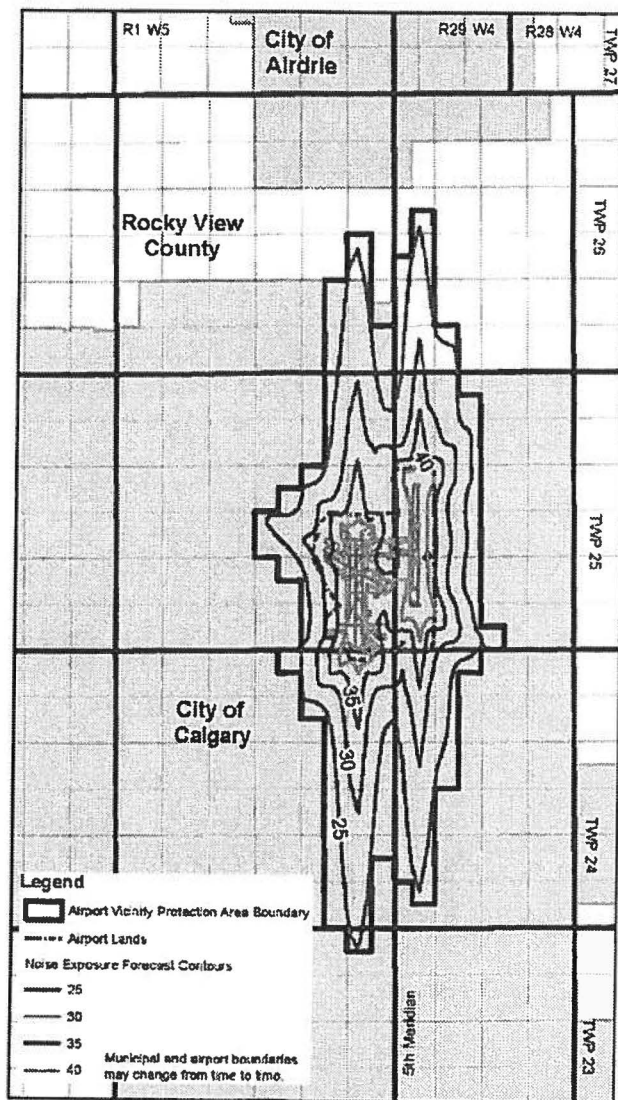 R1 W5
City of
Airdrie
R29 W4
R28 W4
TWP 27
Rocky View
County
TWP 26
40
TWP 25
35
City of
Calgary
30
25
TWP 24
Legend
Airport Vicinity Protection Area Boundary
Airport Lands
Noise Exposure Forecast Contours
25
30
35
40
Municipal and airport boundaries
may change from time to time.
5th Meridian
TWP 23